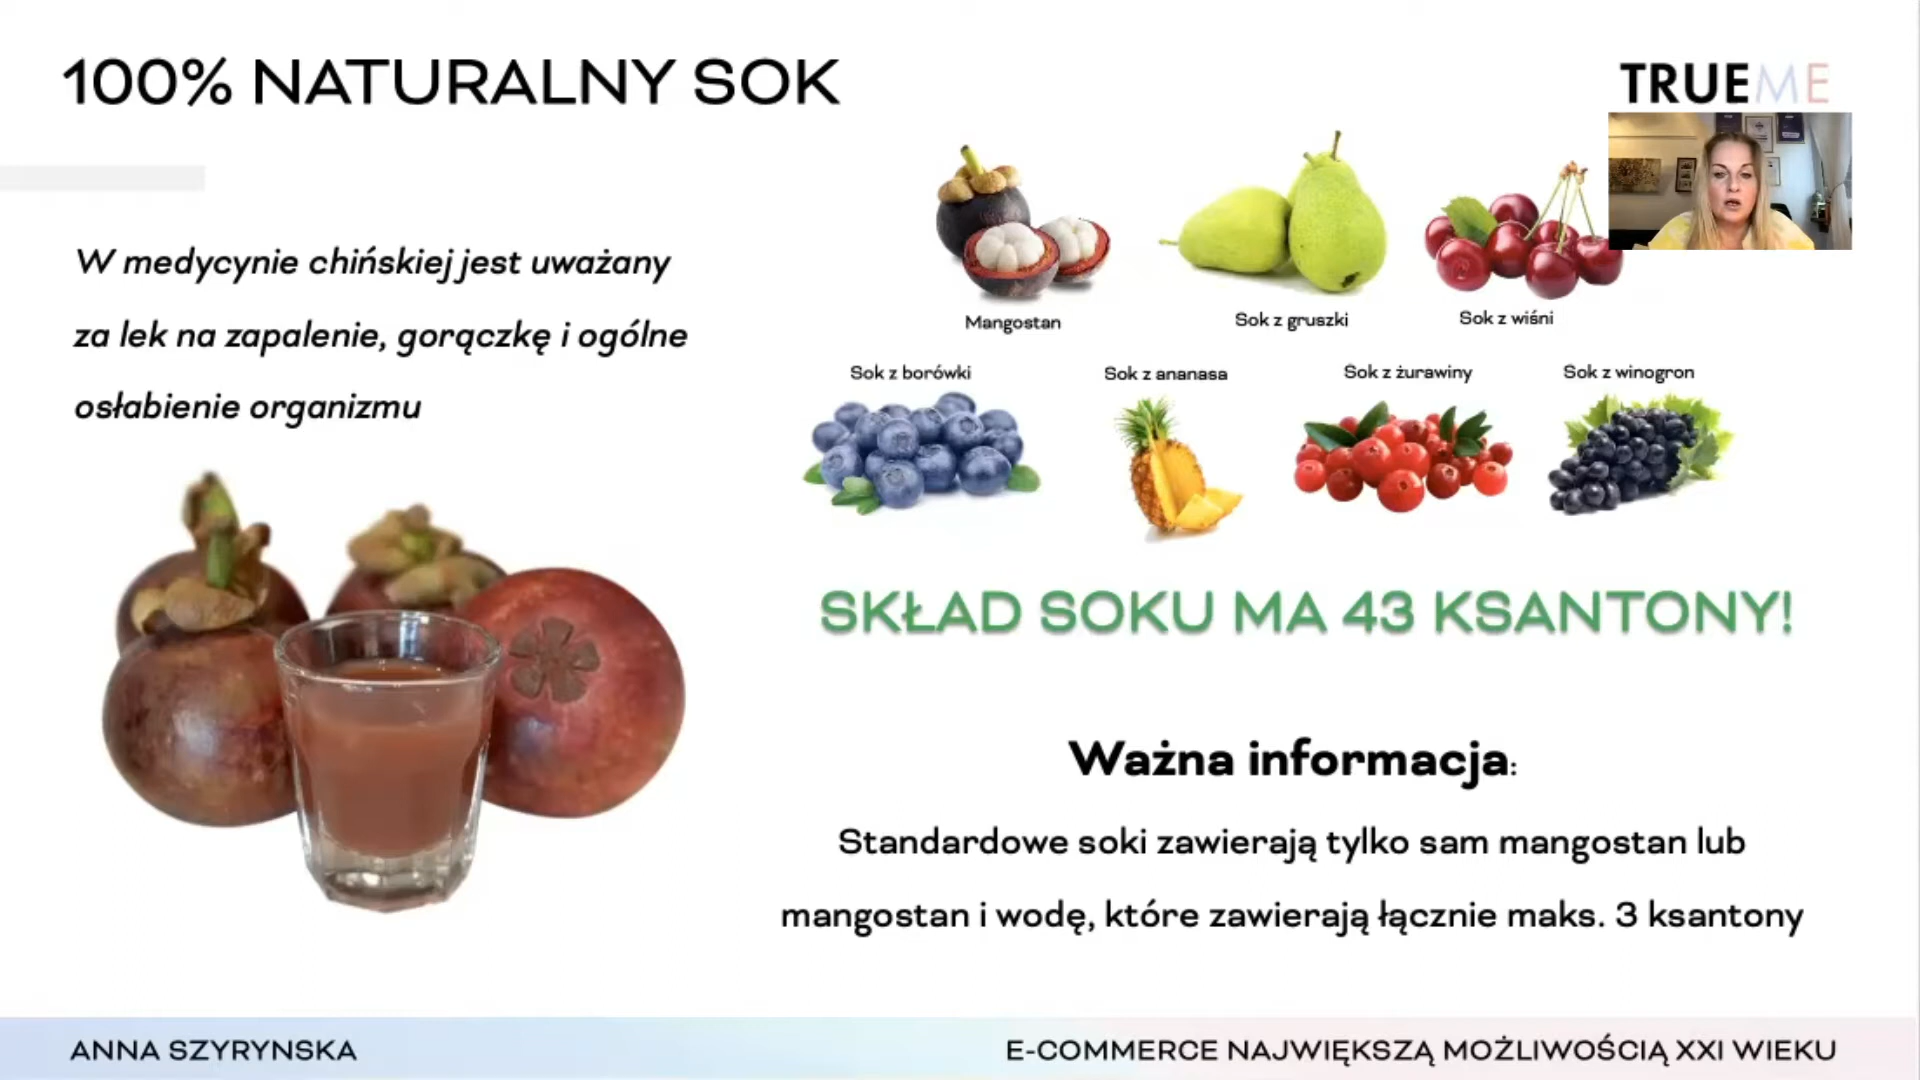 100% NATURALNY SOK
TRUEME
W medycynie chińskiej jest uważany
za lek na zapalenie, gorączkę i ogólne
osłabienie organizmu
Mangostan
Sok z gruszki
Sok z wiśni
Sok z borówki
Sok z ananasa
Sok z żurawiny
Sok z winogron
SKŁAD SOKU MA 43 KSANTONY!
Ważna informacja:
Standardowe soki zawierają tylko sam mangostan lub
mangostan i wodę, które zawierają łącznie maks. 3 ksantony
ANNA SZYRYNSKA
E-COMMERCE NAJWIĘKSZĄ MOŻLIWOŚCIĄ XXI WIEKU